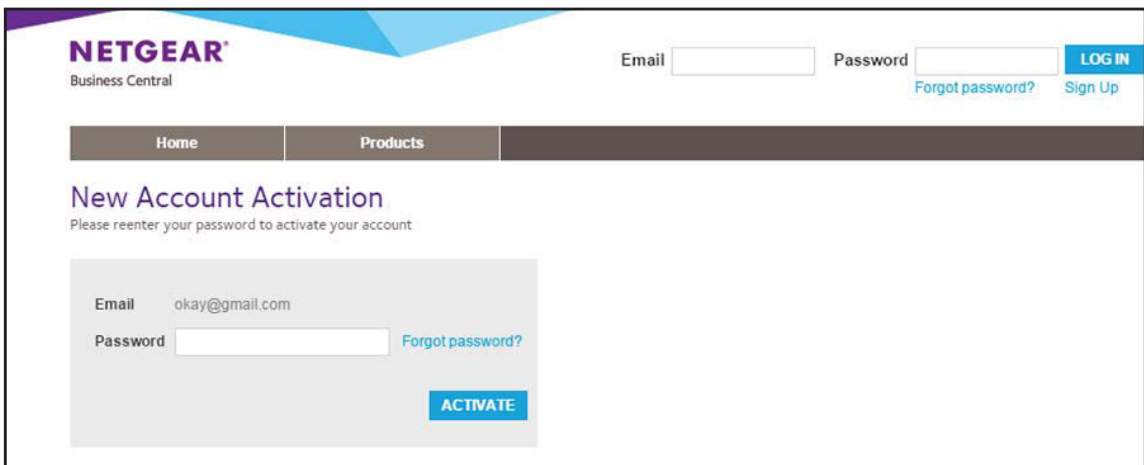 NETGEAR®
Business Central
Email
Password
LOG IN
Forgot password?
Sign Up
Home
Products
New Account Activation
Please reenter your password to activate your account
Email okay@gmail.com
Password
Forgot password?
ACTIVATE